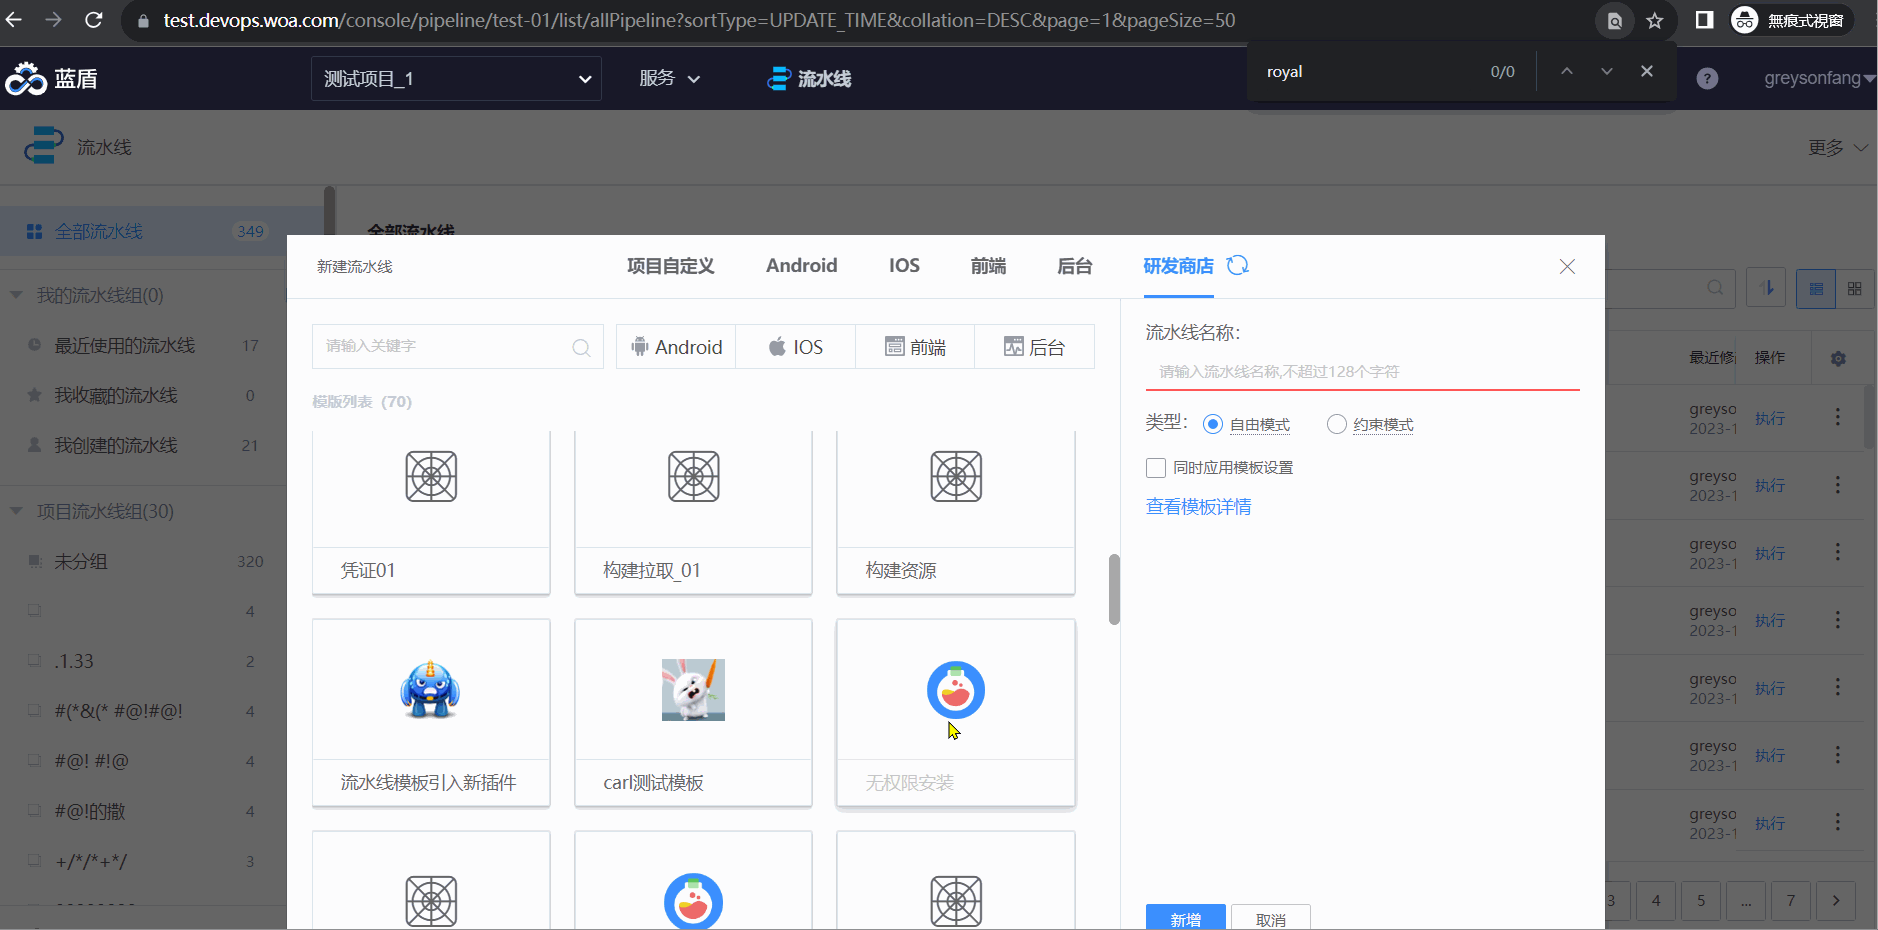 test.devops.woa.com/console/pipeline/test-01/list/allPipeline?sortType=UPDATE_TIME&collation=DESC&page=1&pageSize=50
無痕式視窗
royal 0/0
蓝盾 测试项目_1 服务 流水线 greysonfang
流水线 更多
全部流水线 349
全部流水线
我的流水线组(0)
最近使用的流水线 17
我收藏的流水线 0
我创建的流水线 21
项目流水线组(30)
未分组 320
4
.1.33 2
#(*&(* #@!#@! 4
#@! #!@ 4
#@!的撒 4
+/*/*+*/ 3
新建流水线 项目自定义 Android IOS 前端 后台 研发商店
请输入关键字 Android IOS 前端 后台
模版列表 (70)
凭证01 构建拉取_01 构建资源
流水线模板引入新插件 carl测试模板 无权限安装
流水线名称:
请输入流水线名称,不超过128个字符
类型: 自由模式 约束模式
同时应用模板设置
查看模板详情
新增 取消
最近修 操作
greyso
2023-1 执行
greyso
2023-1 执行
greyso
2023-1 执行
greyso
2023-1 执行
greyso
2023-1 执行
greyso
2023-1 执行
greyso
2023-1 执行
3 4 5 ... 7